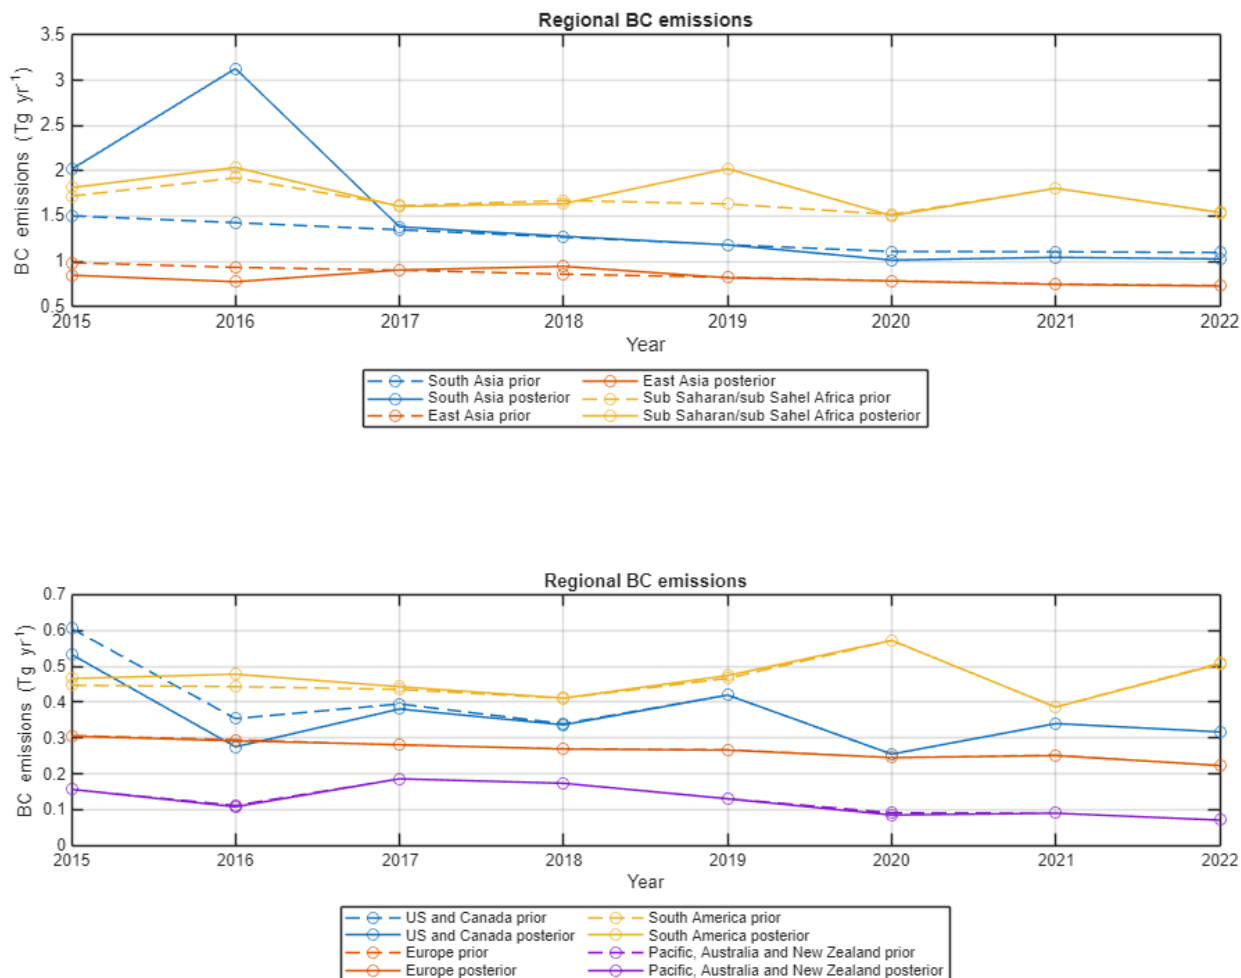 Regional BC emissions
3.5
3
2.5
2
1.5
1
0.5
BC emissions (Tg yr-1)
2015 2016 2017 2018 2019 2020 2021 2022
Year
South Asia prior
South Asia posterior
East Asia prior
East Asia posterior
Sub Saharan/sub Sahel Africa prior
Sub Saharan/sub Sahel Africa posterior
Regional BC emissions
0.7
0.6
0.5
0.4
0.3
0.2
0.1
0
BC emissions (Tg yr-1)
2015 2016 2017 2018 2019 2020 2021 2022
Year
US and Canada prior
US and Canada posterior
Europe prior
Europe posterior
South America prior
South America posterior
Pacific, Australia and New Zealand prior
Pacific, Australia and New Zealand posterior